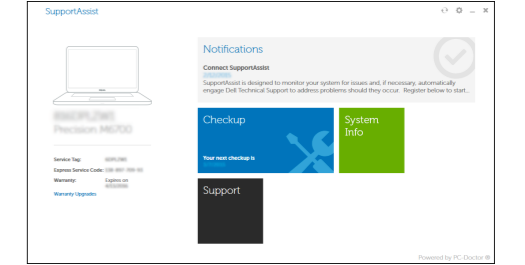 SupportAssist
Notifications
Connect SupportAssist
SupportAssist is designed to monitor your system for issues and, if necessary, automatically
engage Dell Technical Support to address problems should they occur. Register below to start...
Precision M6700
Checkup
Your next checkup is
System
Info
Service Tag:
Express Service Code:
Warranty:
Expires on
Warranty Upgrades
Support
Powered by PC-Doctor ®